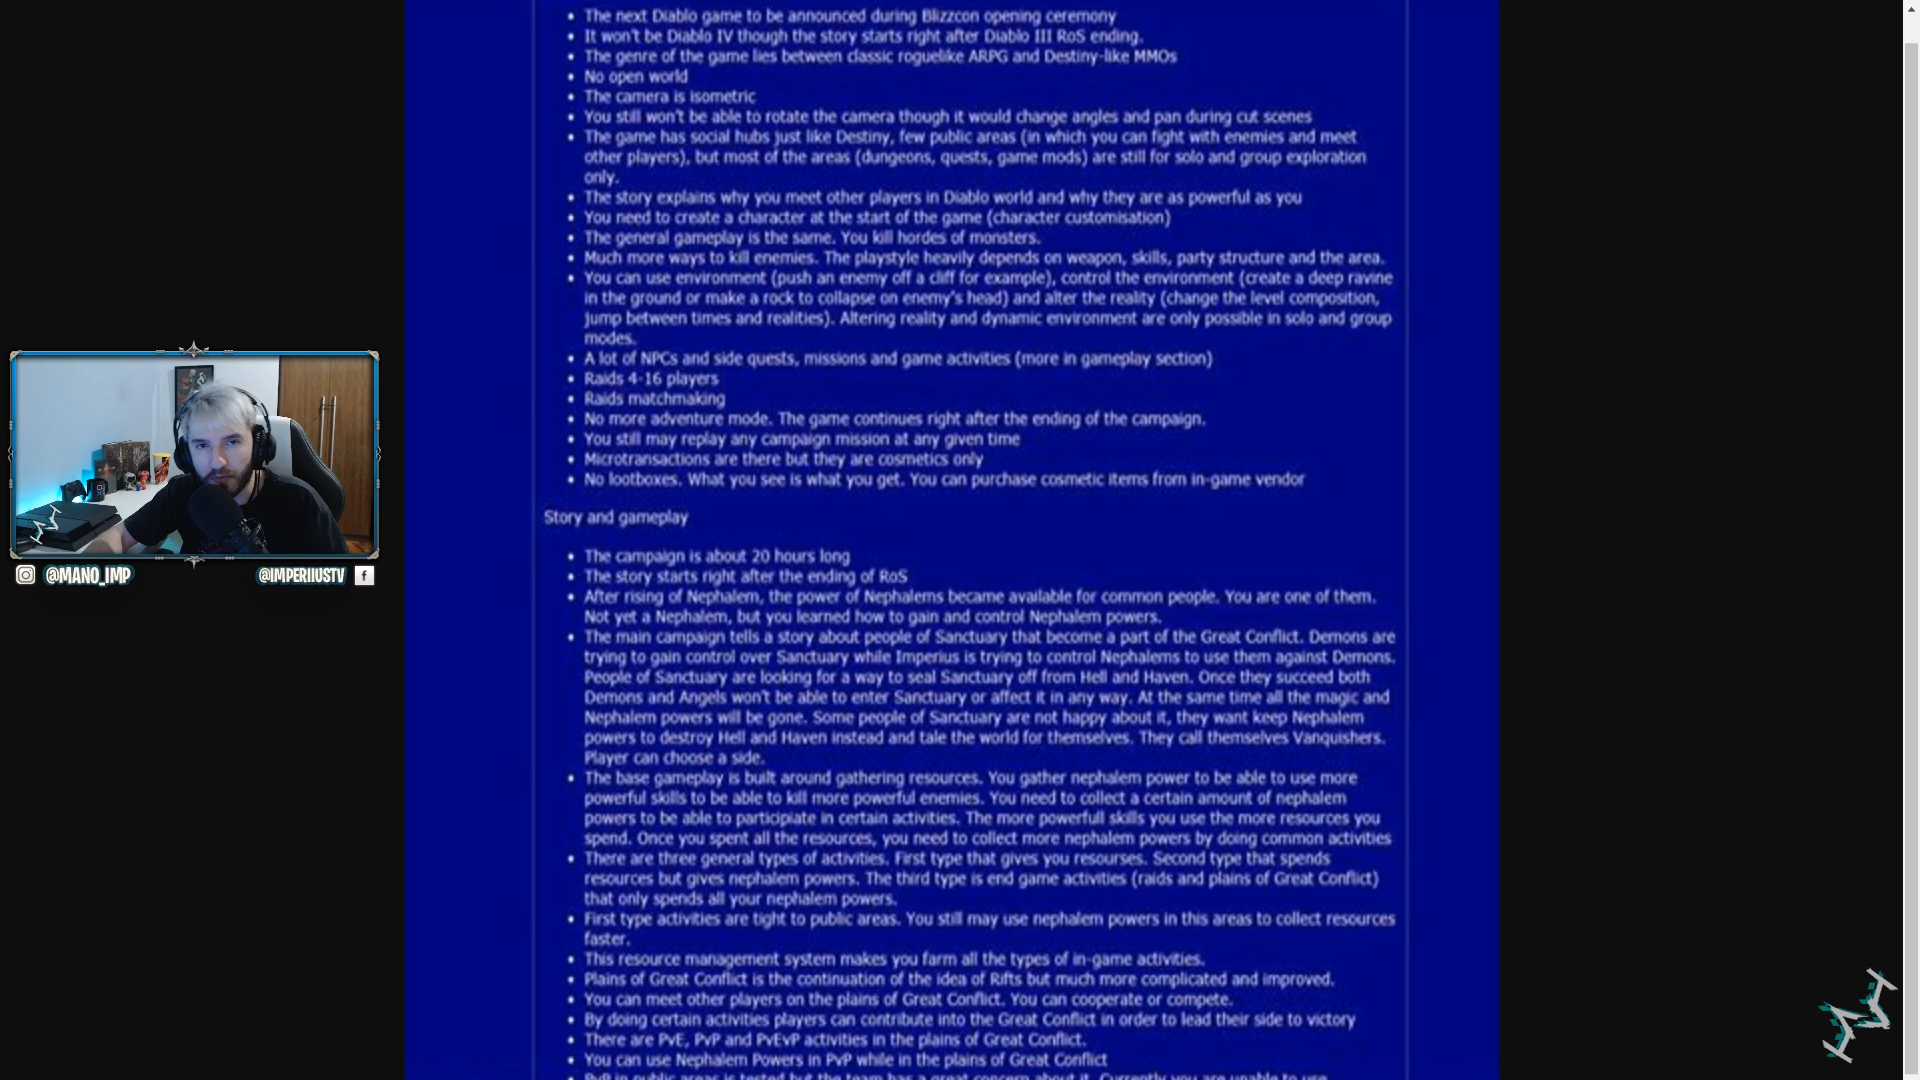 The next Diablo game to be announced during Blizzcon opening ceremony
It won't be Diablo IV though the story starts right after Diablo III RoS ending.
The genre of the game lies between classic roguelike ARPG and Destiny-like MMOs
No open world
The camera is isometric
You still won't be able to rotate the camera though it would change angles and pan during cut scenes
The game has social hubs just like Destiny, few public areas (in which you can fight with enemies and meet
other players), but most of the areas (dungeons, quests, game mods) are still for solo and group exploration
only.
The story explains why you meet other players in Diablo world and why they are as powerful as you
You need to create a character at the start of the game (character customisation)
The general gameplay is the same. You kill hordes of monsters.
Much more ways to kill enemies. The playstyle heavily depends on weapon, skills, party structure and the area.
You can use environment (push an enemy off a cliff for example), control the environment (create a deep ravine
in the ground or make a rock to collapse on enemy's head) and alter the reality (change the level composition,
jump between times and realities). Altering reality and dynamic environment are only possible in solo and group
modes.
A lot of NPCs and side quests, missions and game activities (more in gameplay section)
Raids 4-16 players
Raids matchmaking
No more adventure mode. The game continues right after the ending of the campaign.
You still may replay any campaign mission at any given time
Microtransactions are there but they are cosmetics only
No lootboxes. What you see is what you get. You can purchase cosmetic items from in-game vendor
Story and gameplay
The campaign is about 20 hours long
The story starts right after the ending of RoS
After rising of Nephalem, the power of Nephalems became available for common people. You are one of them.
Not yet a Nephalem, but you learned how to gain and control Nephalem powers.
The main campaign tells a story about people of Sanctuary that become a part of the Great Conflict. Demons are
trying to gain control over Sanctuary while Imperius is trying to control Nephalems to use them against Demons.
People of Sanctuary are looking for a way to seal Sanctuary off from Hell and Haven. Once they succeed both
Demons and Angels won't be able to enter Sanctuary or affect it in any way. At the same time all the magic and
Nephalem powers will be gone. Some people of Sanctuary are not happy about it, they want keep Nephalem
powers to destroy Hell and Haven instead and tale the world for themselves. They call themselves Vanquishers.
Player can choose a side.
The base gameplay is built around gathering resources. You gather nephalem power to be able to use more
powerful skills to be able to kill more powerful enemies. You need to collect a certain amount of nephalem
powers to be able to participiate in certain activities. The more powerfull skills you use the more resources you
spend. Once you spent all the resources, you need to collect more nephalem powers by doing common activities
There are three general types of activities. First type that gives you resourses. Second type that spends
resources but gives nephalem powers. The third type is end game activities (raids and plains of Great Conflict)
that only spends all your nephalem powers.
First type activities are tight to public areas. You still may use nephalem powers in this areas to collect resources
faster.
This resource management system makes you farm all the types of in-game activities.
Plains of Great Conflict is the continuation of the idea of Rifts but much more complicated and improved.
You can meet other players on the plains of Great Conflict. You can cooperate or compete.
By doing certain activities players can contribute into the Great Conflict in order to lead their side to victory
There are PvE, PvP and PvEvP activities in the plains of Great Conflict.
You can use Nephalem Powers in PvP while in the plains of Great Conflict
PvP in public areas is tested but the team has a great concern about it. Currently you are unable to use
@MANO_IMP
@IMPERIIUSTV